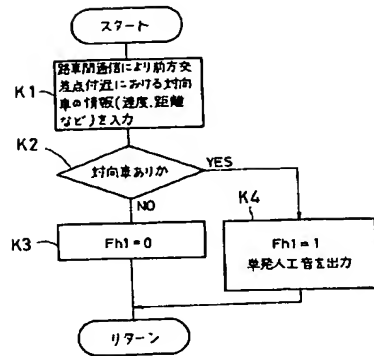 スタート
K1
路車間通信により前方交
差点付近における対向
車の情報(速度,距離
など)を入力
K2
対向車ありか
YES
NO
K3
Fh1=0
K4
Fh1=1
単発人工音を出力
リターン